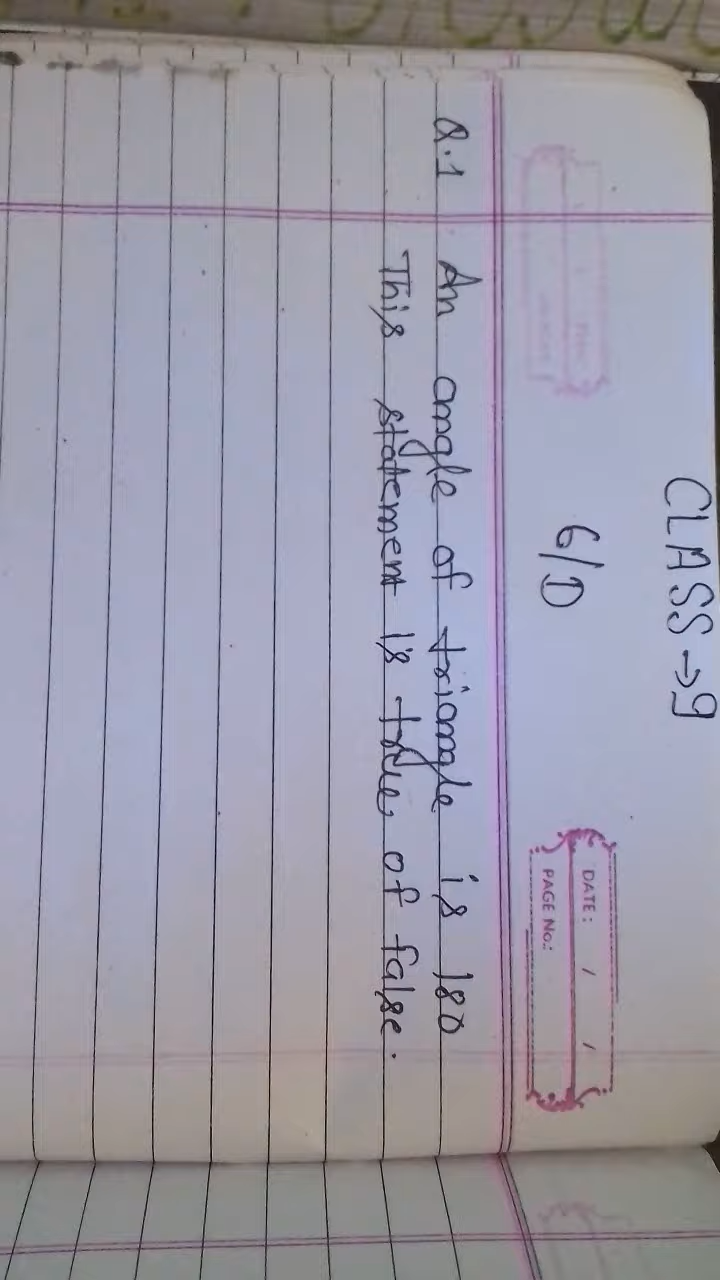 CLASS → 9
6/D
DATE: / /
PAGE No.:
Q.1 An angle of triangle is 180
This statement is true of false.